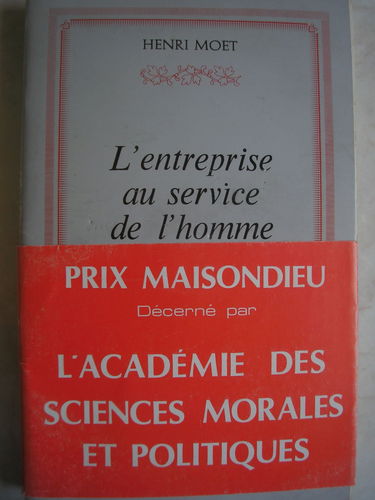 HENRI MOET
L'entreprise
au service
de l'homme
PRIX MAISONDIEU
Décerné par
L'ACADÉMIE DES
SCIENCES MORALES
ET POLITIQUES